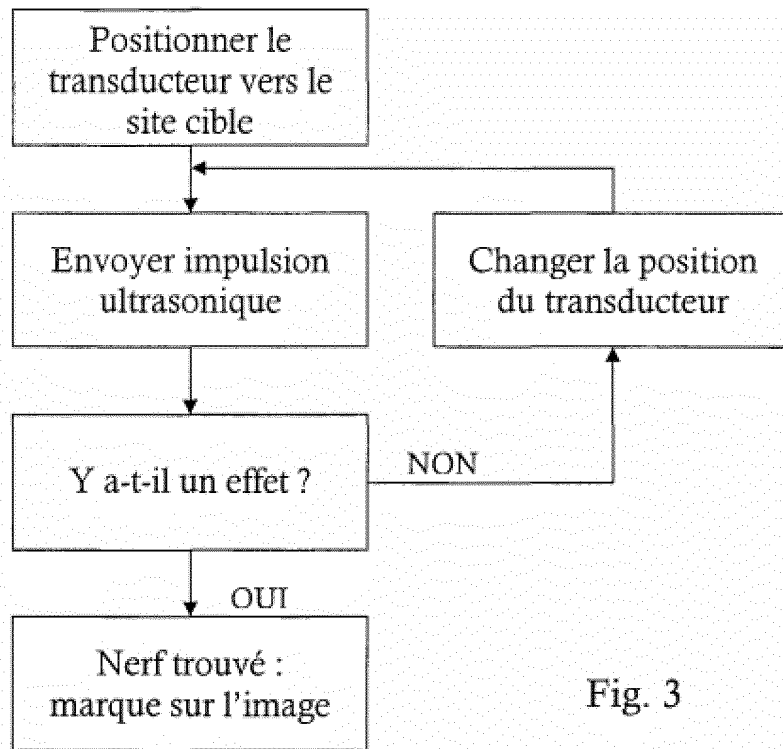 Positionner le
transducteur vers le
site cible
Envoyer impulsion
ultrasonique
Changer la position
du transducteur
Y a-t-il un effet ?
NON
OUI
Nerf trouvé :
marque sur l'image
Fig. 3